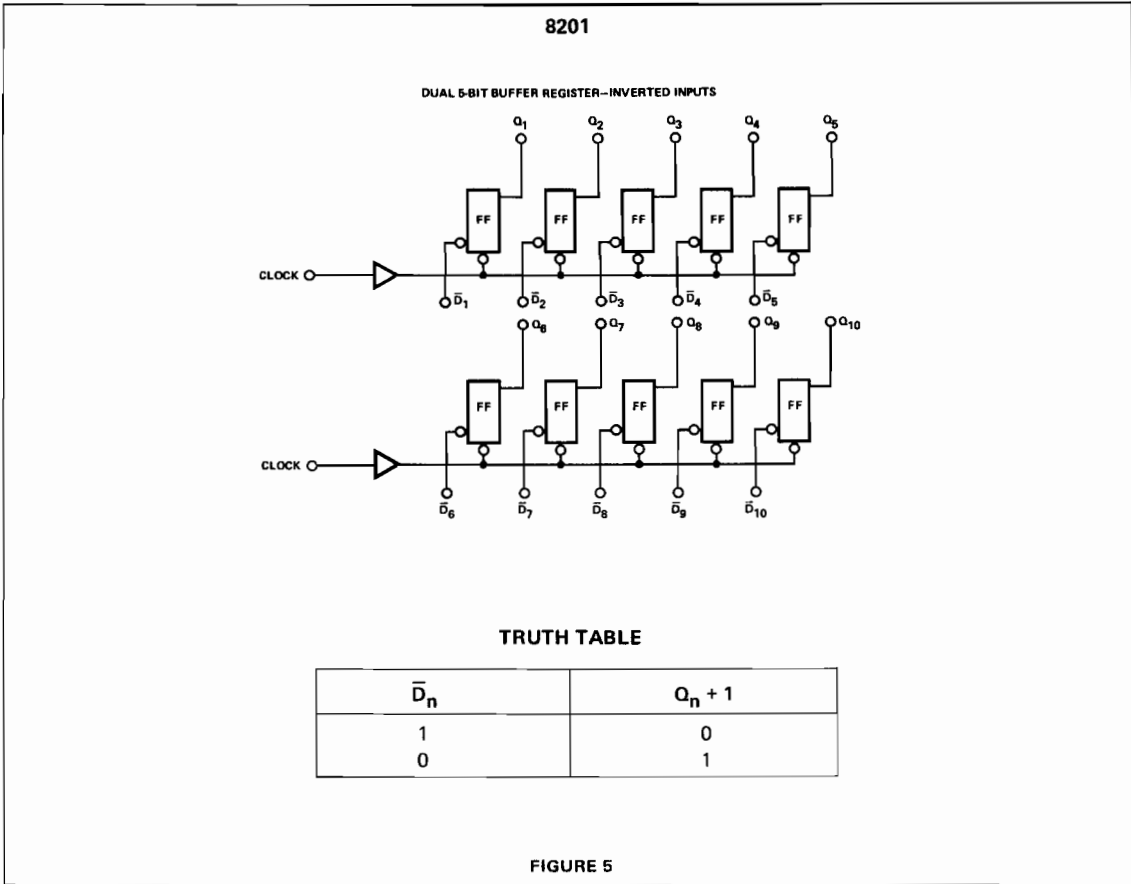 8201
DUAL 5-BIT BUFFER REGISTER–INVERTED INPUTS
Q1 Q2 Q3 Q4 Q5
FF FF FF FF FF
CLOCK
D̅1 D̅2 D̅3 D̅4 D̅5
Q6 Q7 Q8 Q9 Q10
FF FF FF FF FF
CLOCK
D̅6 D̅7 D̅8 D̅9 D̅10
TRUTH TABLE
D̅n Qn + 1
1 0
0 1
FIGURE 5